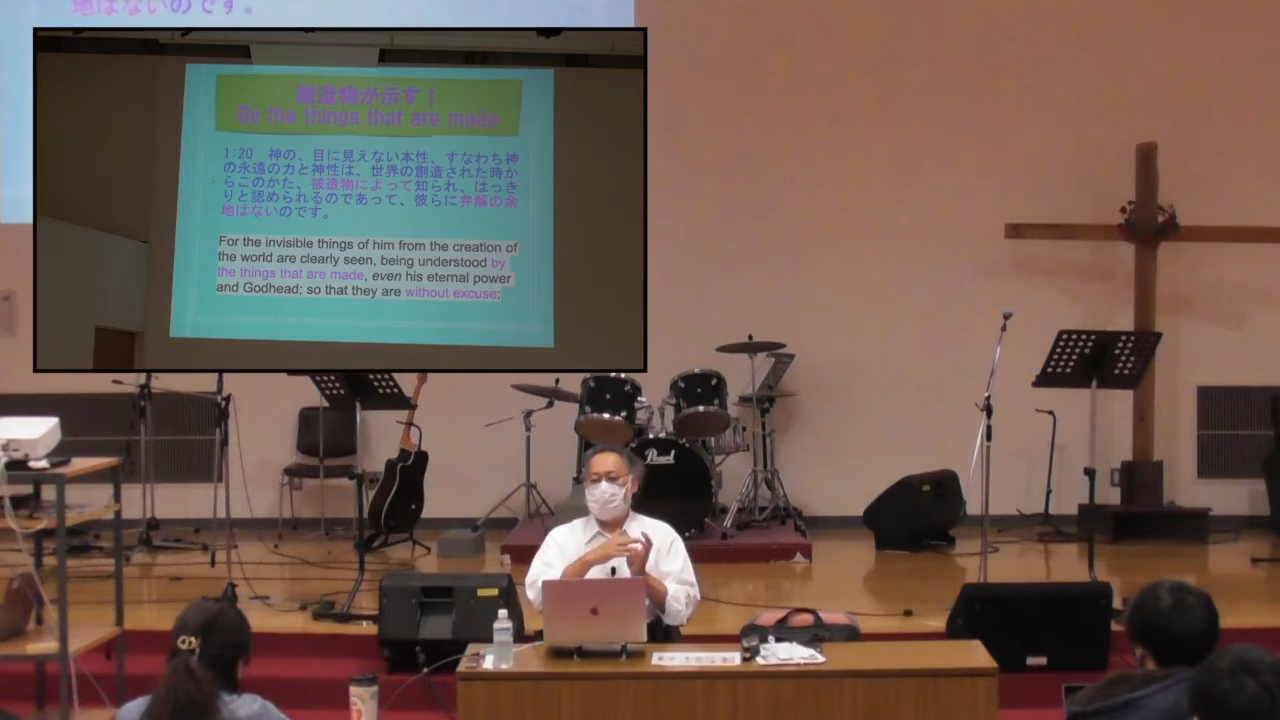 地はないのです。
被造物が示す！
By the things that are made
1:20 神の、目に見えない本性、すなわち神
の永遠の力と神性は、世界の創造された時か
らこのかた、被造物によって知られ、はっき
りと認められるのであって、彼らに弁解の余
地はないのです。
For the invisible things of him from the creation of
the world are clearly seen, being understood by
the things that are made, even his eternal power
and Godhead; so that they are without excuse:
Pearl